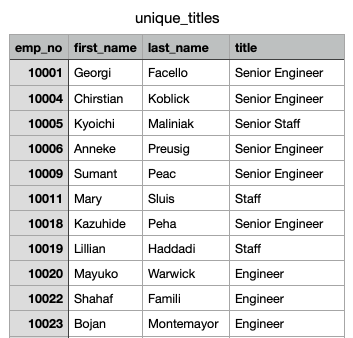 unique_titles
emp_no first_name last_name title
10001 Georgi Facello Senior Engineer
10004 Chirstian Koblick Senior Engineer
10005 Kyoichi Maliniak Senior Staff
10006 Anneke Preusig Senior Engineer
10009 Sumant Peac Senior Engineer
10011 Mary Sluis Staff
10018 Kazuhide Peha Senior Engineer
10019 Lillian Haddadi Staff
10020 Mayuko Warwick Engineer
10022 Shahaf Famili Engineer
10023 Bojan Montemayor Engineer